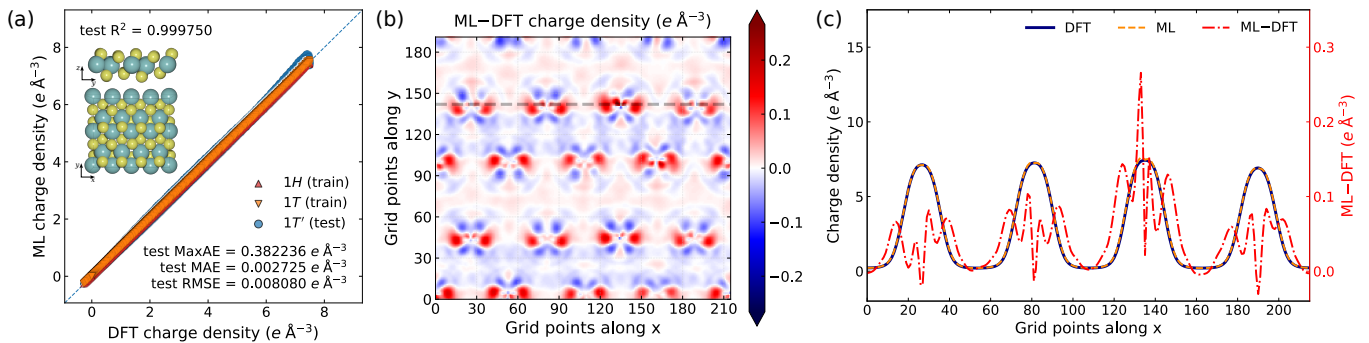 (a)
test R² = 0.999750
z
y
y
x
1H (train)
1T (train)
1T′ (test)
test MaxAE = 0.382236 e Å⁻³
test MAE = 0.002725 e Å⁻³
test RMSE = 0.008080 e Å⁻³
ML charge density (e Å⁻³)
8
6
4
2
0
0 2 4 6 8
DFT charge density (e Å⁻³)
(b)
ML−DFT charge density (e Å⁻³)
Grid points along y
180
150
120
90
60
30
0
0 30 60 90 120 150 180 210
Grid points along x
0.2
0.1
0.0
−0.1
−0.2
(c)
DFT ML ML−DFT
Charge density (e Å⁻³)
15
10
5
0
0 20 40 60 80 100 120 140 160 180 200
Grid points along x
0.3
0.2
0.1
0.0
ML−DFT (e Å⁻³)